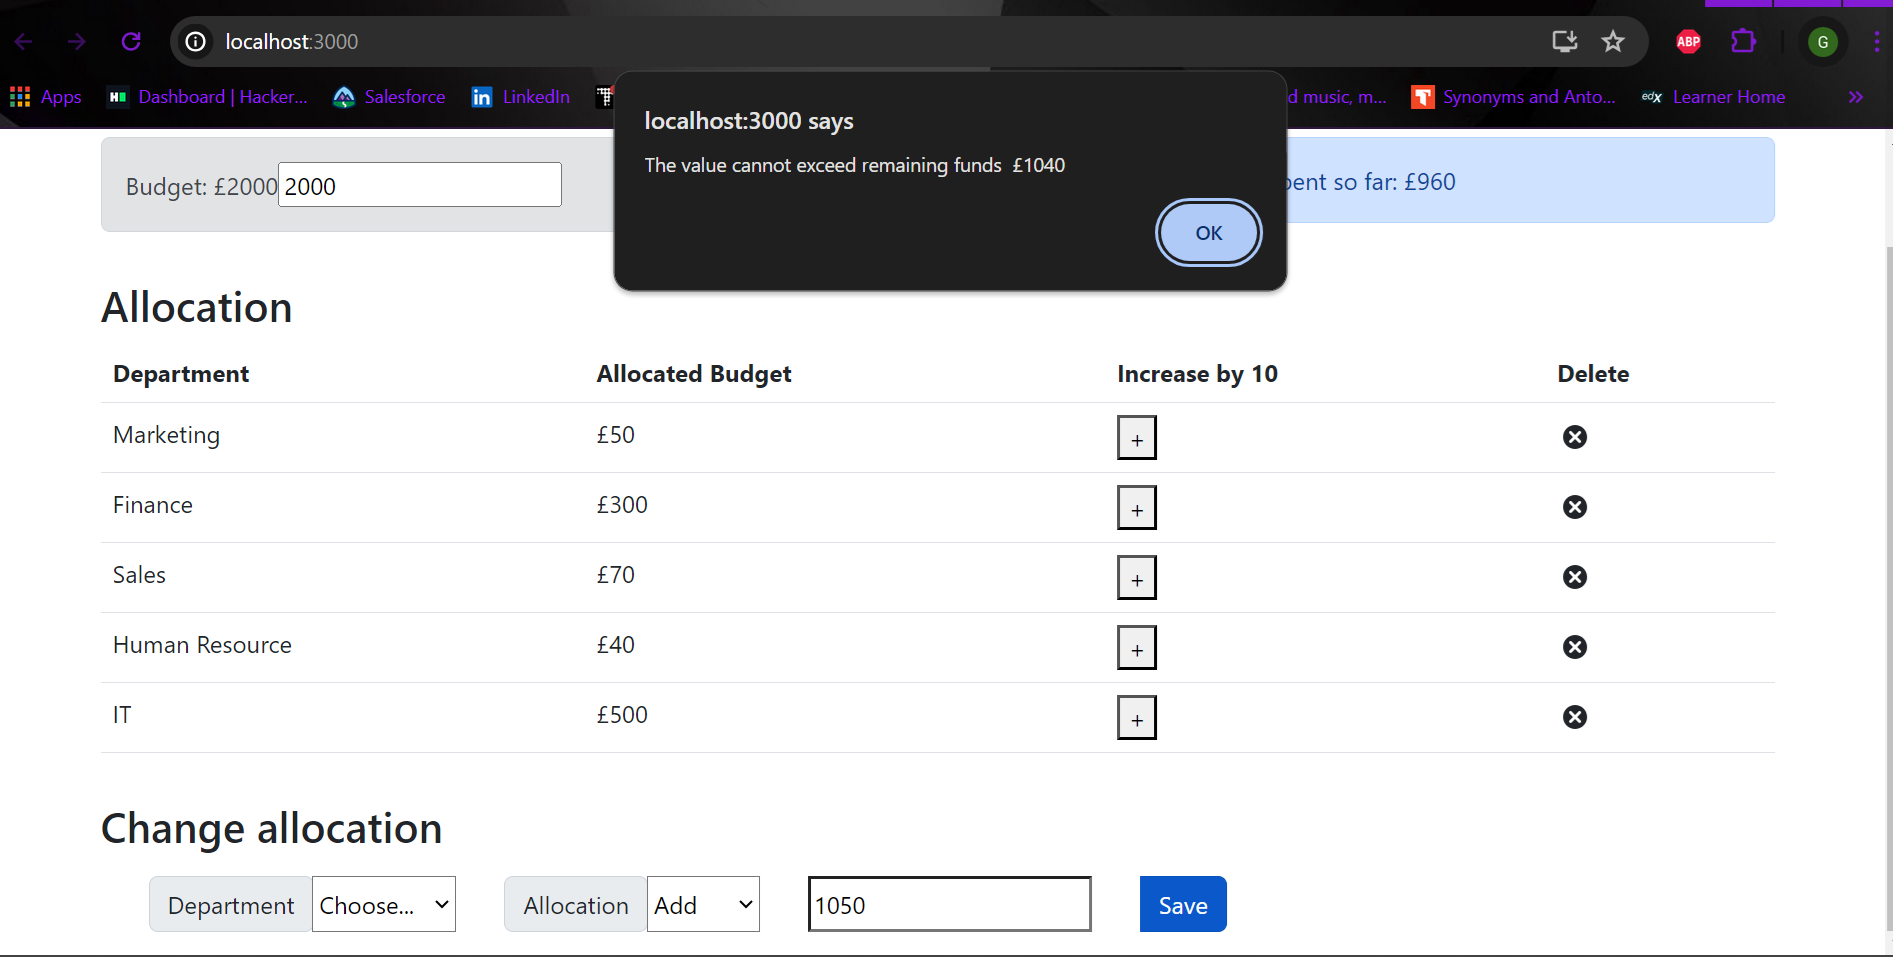 localhost:3000
ABP
G
Apps
Dashboard | Hacker...
Salesforce
LinkedIn
d music, m...
Synonyms and Anto...
edX
Learner Home
localhost:3000 says
The value cannot exceed remaining funds £1040
OK
Budget: £2000 2000
ent so far: £960
Allocation
Department Allocated Budget Increase by 10 Delete
Marketing £50 +
Finance £300 +
Sales £70 +
Human Resource £40 +
IT £500 +
Change allocation
Department Choose... Allocation Add 1050 Save